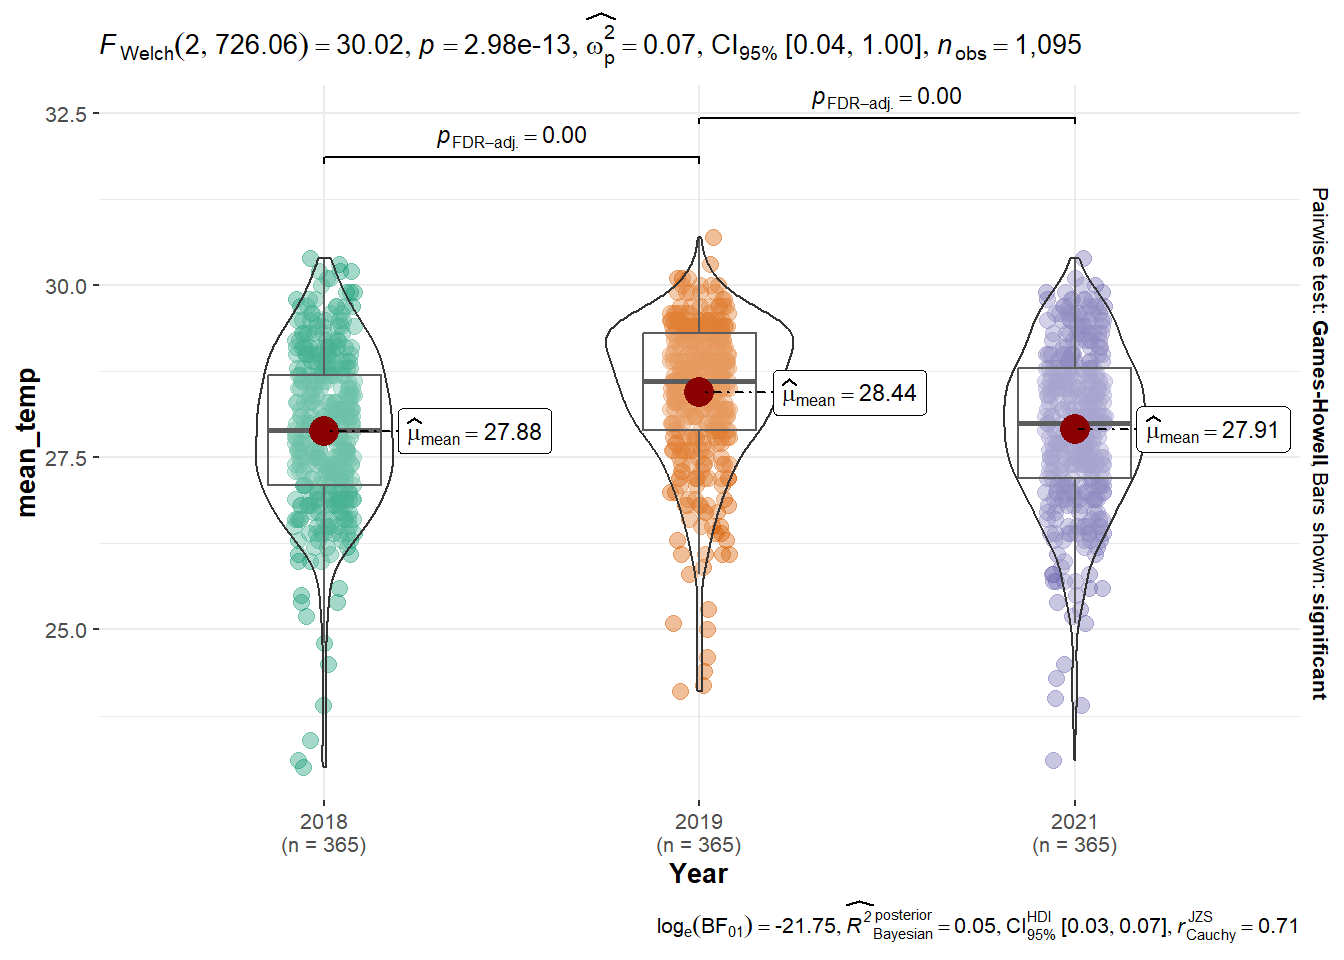 F Welch(2, 726.06) = 30.02, p = 2.98e-13, ω̂²p = 0.07, CI95% [0.04, 1.00], nobs = 1,095
pFDR−adj. = 0.00
pFDR−adj. = 0.00
32.5
30.0
27.5
25.0
mean_temp
μ̂mean = 27.88
μ̂mean = 28.44
μ̂mean = 27.91
Pairwise test: Games-Howell, Bars shown: significant
2018
(n = 365)
2019
(n = 365)
2021
(n = 365)
Year
loge(BF01) = -21.75, R̂² posterior Bayesian = 0.05, CI HDI 95% [0.03, 0.07], r JZS Cauchy = 0.71